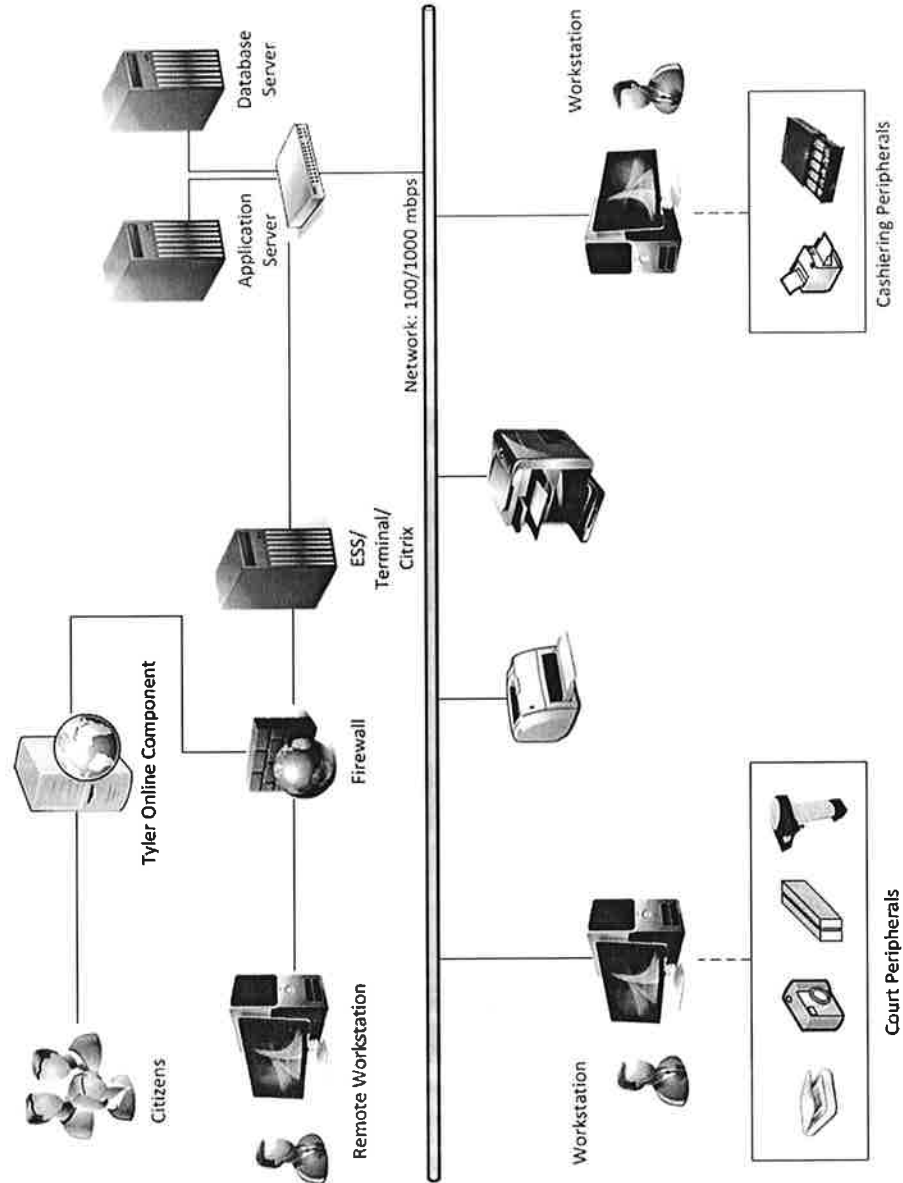 Citizens
Tyler Online Component
Remote Workstation
Firewall
ESS/
Terminal/
Citrix
Application
Server
Database
Server
Network: 100/1000 mbps
Workstation
Court Peripherals
Workstation
Cashiering Peripherals